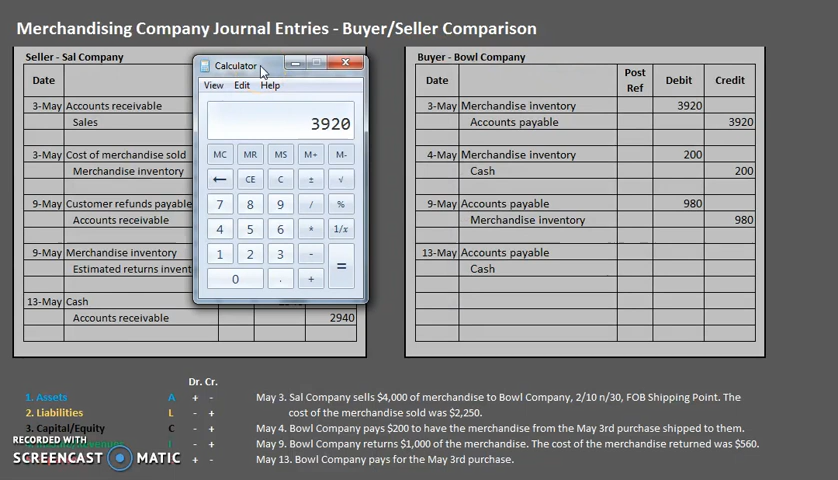 Merchandising Company Journal Entries - Buyer/Seller Comparison
Seller - Sal Company
Date
3-May Accounts receivable
Sales
3-May Cost of merchandise sold
Merchandise inventory
9-May Customer refunds payable
Accounts receivable
9-May Merchandise inventory
Estimated returns invent
13-May Cash
Accounts receivable 2940
Calculator
View Edit Help
3920
MC MR MS M+ M-
← CE C ± √
7 8 9 / %
4 5 6 * 1/x
1 2 3 - =
0 . +
Buyer - Bowl Company
Date Post Ref Debit Credit
3-May Merchandise inventory 3920
Accounts payable 3920
4-May Merchandise inventory 200
Cash 200
9-May Accounts payable 980
Merchandise inventory 980
13-May Accounts payable
Cash
Dr. Cr.
1. Assets A + -
2. Liabilities L - +
3. Capital/Equity C - +
+ -
May 3. Sal Company sells $4,000 of merchandise to Bowl Company, 2/10 n/30, FOB Shipping Point. The
cost of the merchandise sold was $2,250.
May 4. Bowl Company pays $200 to have the merchandise from the May 3rd purchase shipped to them.
May 9. Bowl Company returns $1,000 of the merchandise. The cost of the merchandise returned was $560.
May 13. Bowl Company pays for the May 3rd purchase.
RECORDED WITH
SCREENCAST MATIC